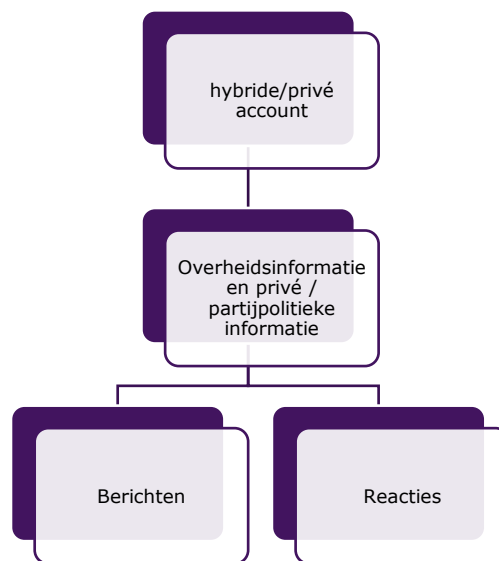 hybride/privé
account
Overheidsinformatie
en privé /
partijpolitieke
informatie
Berichten
Reacties